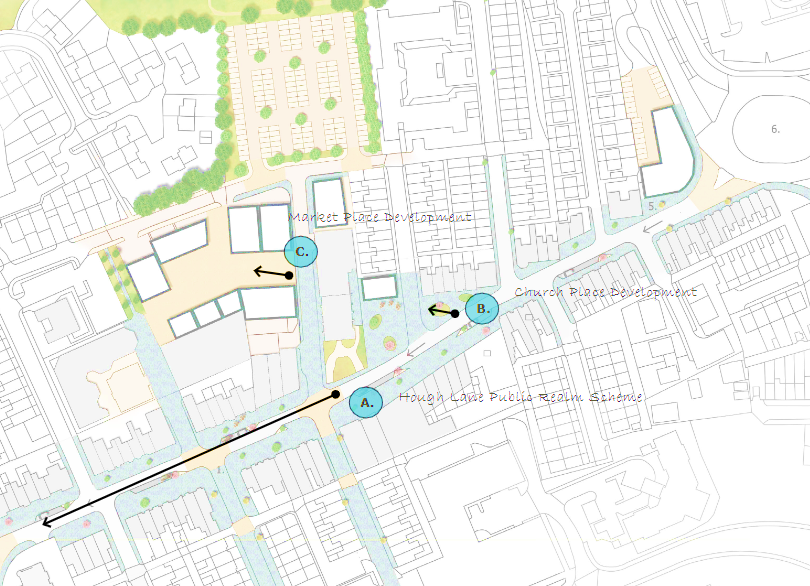 6.
5.
Market Place Development
C.
Church Place Development
B.
Hough Lane Public Realm Scheme
A.
1.